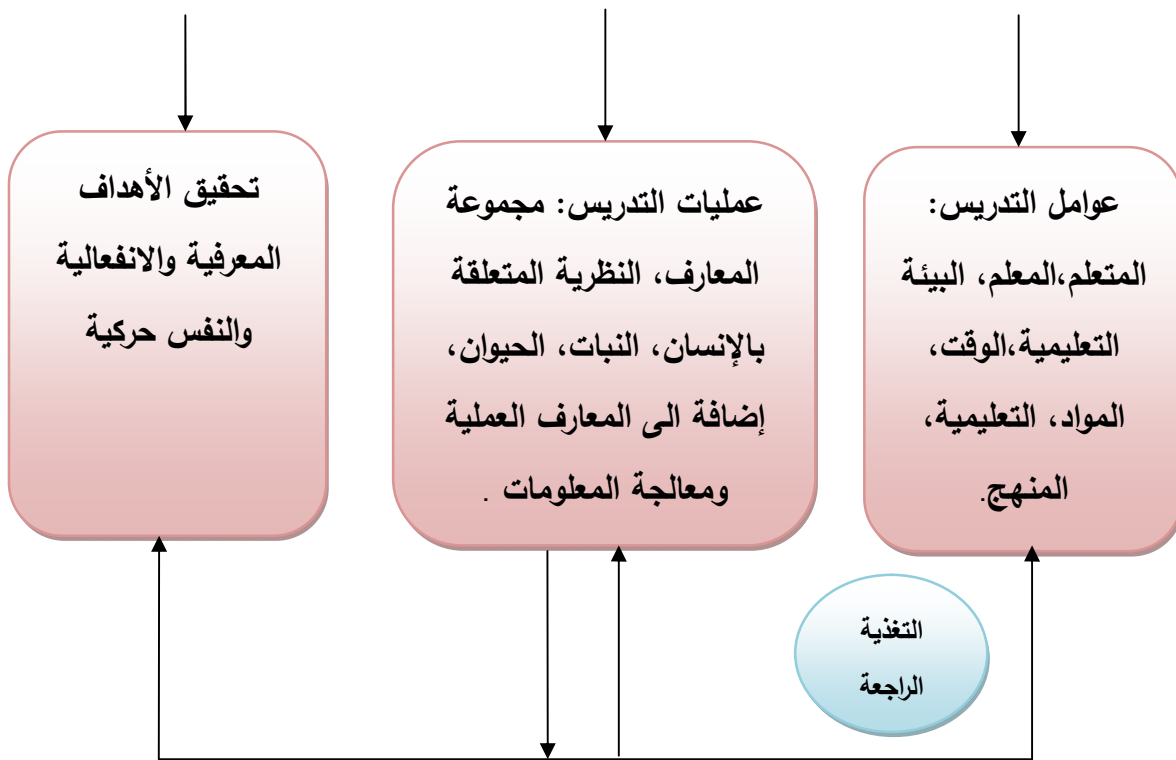 عوامل التدريس:
المتعلم،المعلم، البيئة
التعليمية،الوقت،
المواد، التعليمية،
المنهج.
عمليات التدريس: مجموعة
المعارف، النظرية المتعلقة
بالإنسان، النبات، الحيوان،
إضافة الى المعارف العملية
ومعالجة المعلومات .
تحقيق الأهداف
المعرفية والانفعالية
والنفس حركية
التغذية
الراجعة